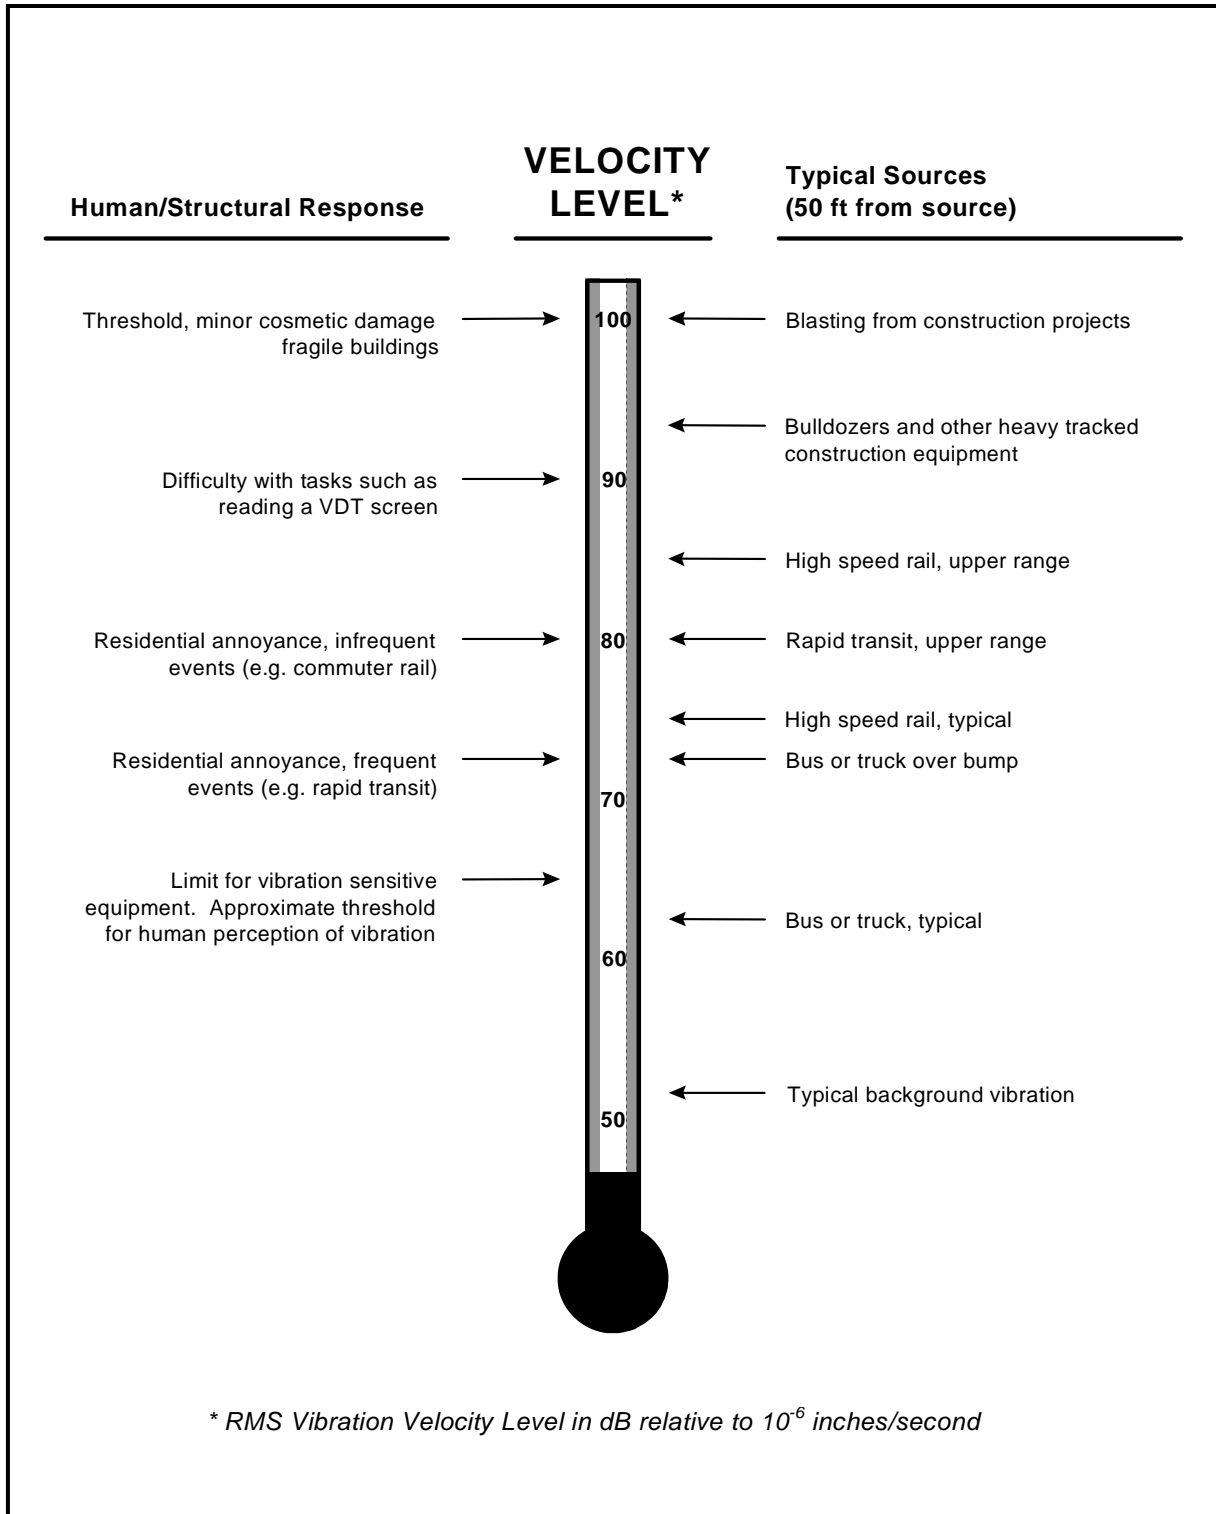 VELOCITY
LEVEL*
Human/Structural Response
Typical Sources
(50 ft from source)
Threshold, minor cosmetic damage
fragile buildings
100
Blasting from construction projects
Bulldozers and other heavy tracked
construction equipment
Difficulty with tasks such as
reading a VDT screen
90
High speed rail, upper range
Residential annoyance, infrequent
events (e.g. commuter rail)
80
Rapid transit, upper range
High speed rail, typical
Residential annoyance, frequent
events (e.g. rapid transit)
Bus or truck over bump
70
Limit for vibration sensitive
equipment.  Approximate threshold
for human perception of vibration
Bus or truck, typical
60
Typical background vibration
50
* RMS Vibration Velocity Level in dB relative to 10⁻⁶ inches/second